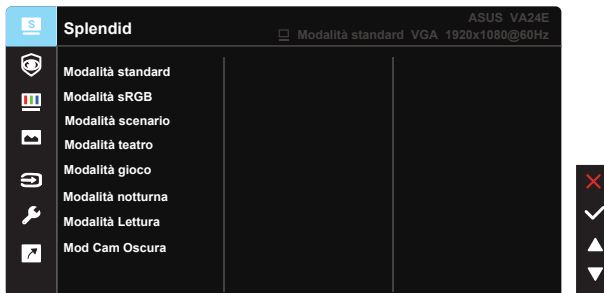 S
Splendid
ASUS VA24E
Modalità standard VGA 1920x1080@60Hz
Modalità standard
Modalità sRGB
Modalità scenario
Modalità teatro
Modalità gioco
Modalità notturna
Modalità Lettura
Mod Cam Oscura